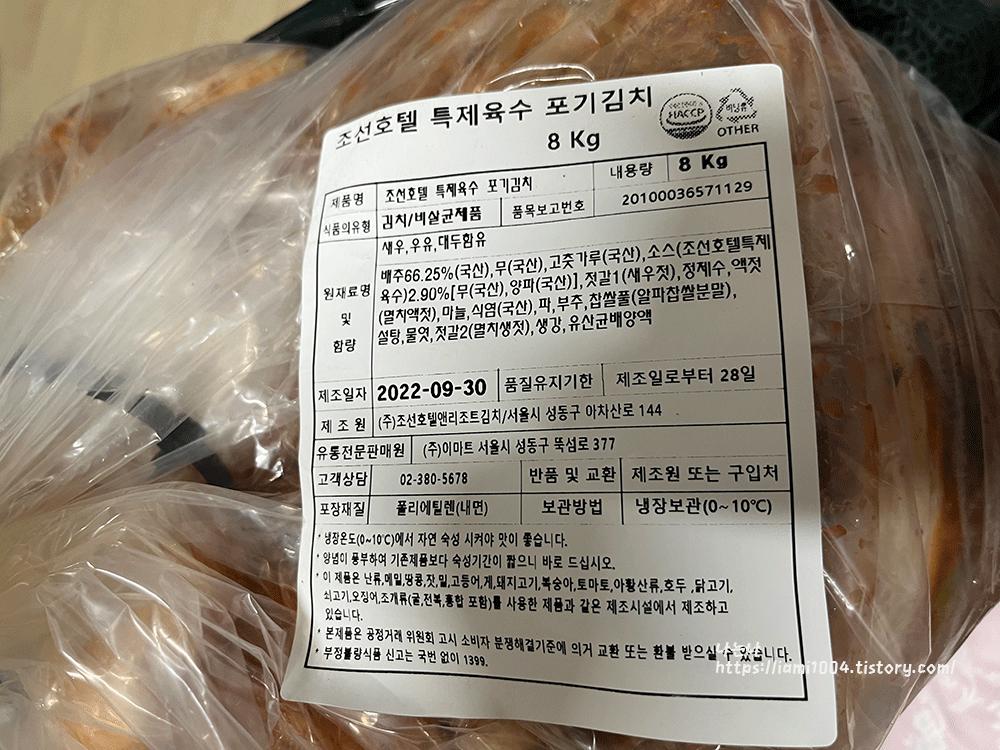 조선호텔 특제육수 포기김치
8 Kg
HACCP
비닐류
OTHER
제품명 조선호텔 특제육수 포기김치 내용량 8 Kg
식품의유형 김치/비살균제품 품목보고번호 20100036571129
원재료명 및 함량
새우,우유,대두함유
배추66.25%(국산),무(국산),고춧가루(국산),소스(조선호텔특제
육수)2.90%[무(국산),양파(국산)],젓갈1(새우젓),정제수,액젓
(멸치액젓),마늘,식염(국산),파,부추,찹쌀풀(알파찹쌀분말),
설탕,물엿,젓갈2(멸치생젓),생강,유산균배양액
제조일자 2022-09-30 품질유지기한 제조일로부터 28일
제 조 원 (주)조선호텔앤리조트김치/서울시 성동구 아차산로 144
유통전문판매원 (주)이마트 서울시 성동구 뚝섬로 377
고객상담 02-380-5678 반품 및 교환 제조원 또는 구입처
포장재질 폴리에틸렌(내면) 보관방법 냉장보관(0~10℃)
* 냉장온도(0~10℃)에서 자연 숙성 시켜야 맛이 좋습니다.
* 양념이 풍부하여 기존제품보다 숙성기간이 짧으니 바로 드십시오.
* 이 제품은 난류,메밀,땅콩,잣,밀,고등어,게,돼지고기,복숭아,토마토,아황산류,호두 ,닭고기,
쇠고기,오징어,조개류(굴,전복,홍합 포함)를 사용한 제품과 같은 제조시설에서 제조하고
있습니다.
* 본제품은 공정거래 위원회 고시 소비자 분쟁해결기준에 의거 교환 또는 환불 받으실 수 있습니다.
* 부정불량식품 신고는 국번 없이 1399.
https://iami1004.tistory.com/